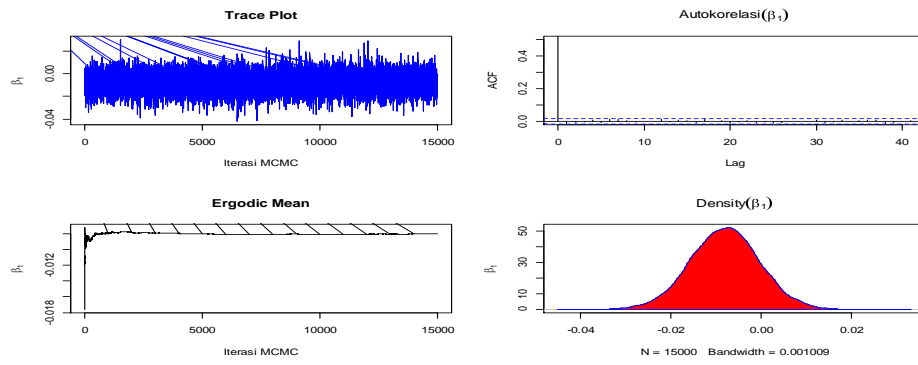 Trace Plot
β1
0.00
-0.04
0
5000
10000
15000
Iterasi MCMC
Autokorelasi(β1)
ACF
0.4
0.2
0.0
0
10
20
30
40
Lag
Ergodic Mean
β1
-0.012
-0.018
0
5000
10000
15000
Iterasi MCMC
Density(β1)
β1
50
30
10
0
-0.04
-0.02
0.00
0.02
N = 15000 Bandwidth = 0.001009